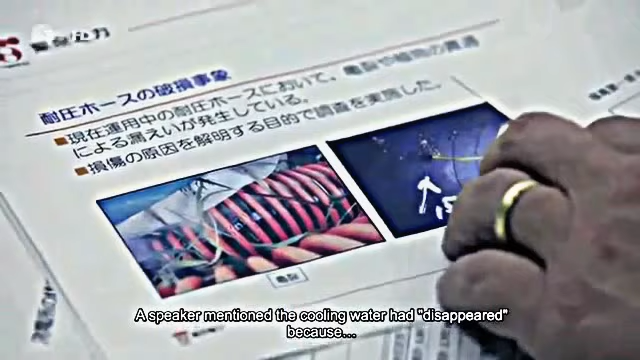 東京電力
耐圧ホースの破損事象
■現在運用中の耐圧ホースにおいて、亀裂や植物の貫通
による漏えいが発生している。
■損傷の原因を解明する目的で調査を実施した。
亀裂
A speaker mentioned the cooling water had "disappeared"
because...